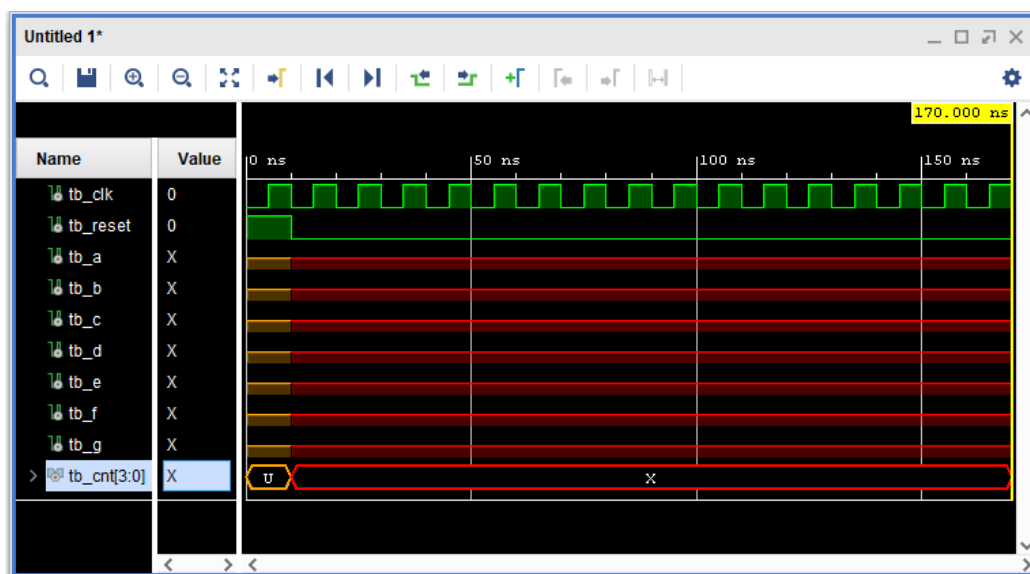 Untitled 1*
170.000 ns
Name Value
0 ns 50 ns 100 ns 150 ns
tb_clk 0
tb_reset 0
tb_a X
tb_b X
tb_c X
tb_d X
tb_e X
tb_f X
tb_g X
tb_cnt[3:0] X U X